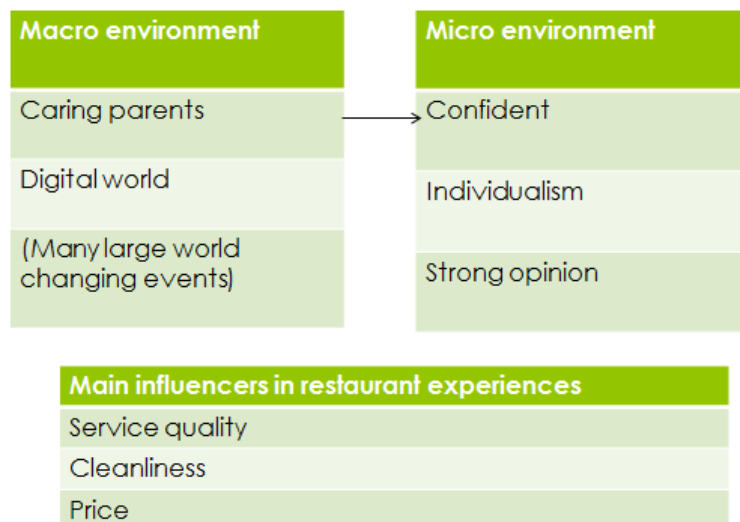 Macro environment
Caring parents
Digital world
(Many large world
changing events)
Micro environment
Confident
Individualism
Strong opinion
Main influencers in restaurant experiences
Service quality
Cleanliness
Price